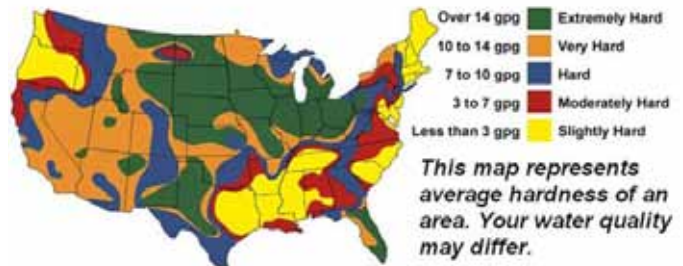 Over 14 gpg Extremely Hard
10 to 14 gpg Very Hard
7 to 10 gpg Hard
3 to 7 gpg Moderately Hard
Less than 3 gpg Slightly Hard
This map represents
average hardness of an
area. Your water quality
may differ.